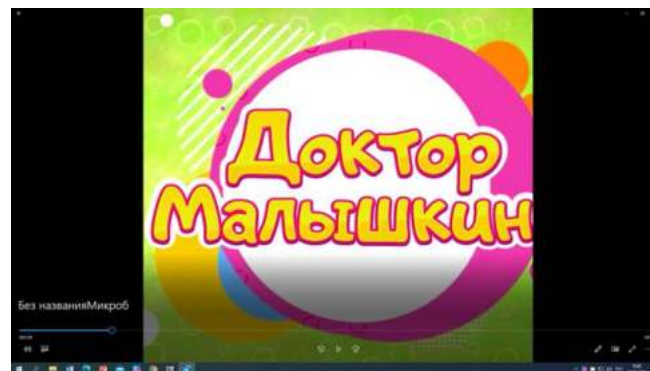 Доктор
Малышкин
Без названияМикроб